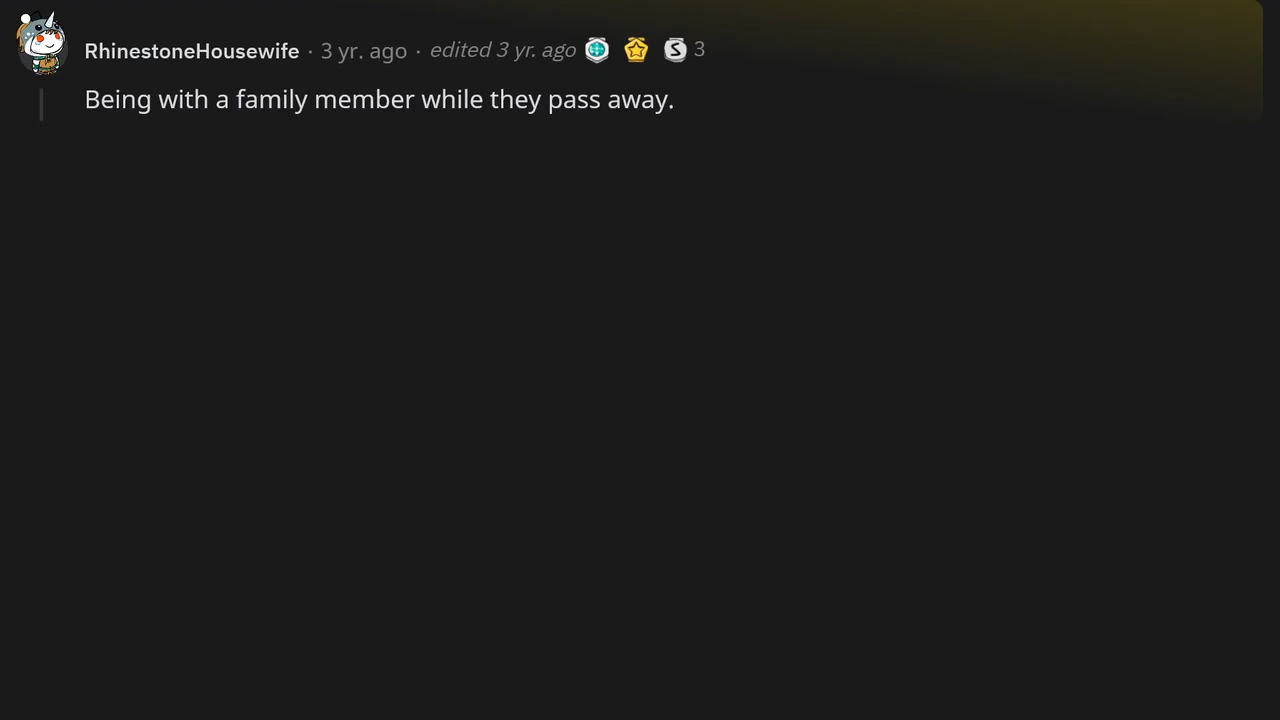 RhinestoneHousewife · 3 yr. ago · edited 3 yr. ago S 3
Being with a family member while they pass away.